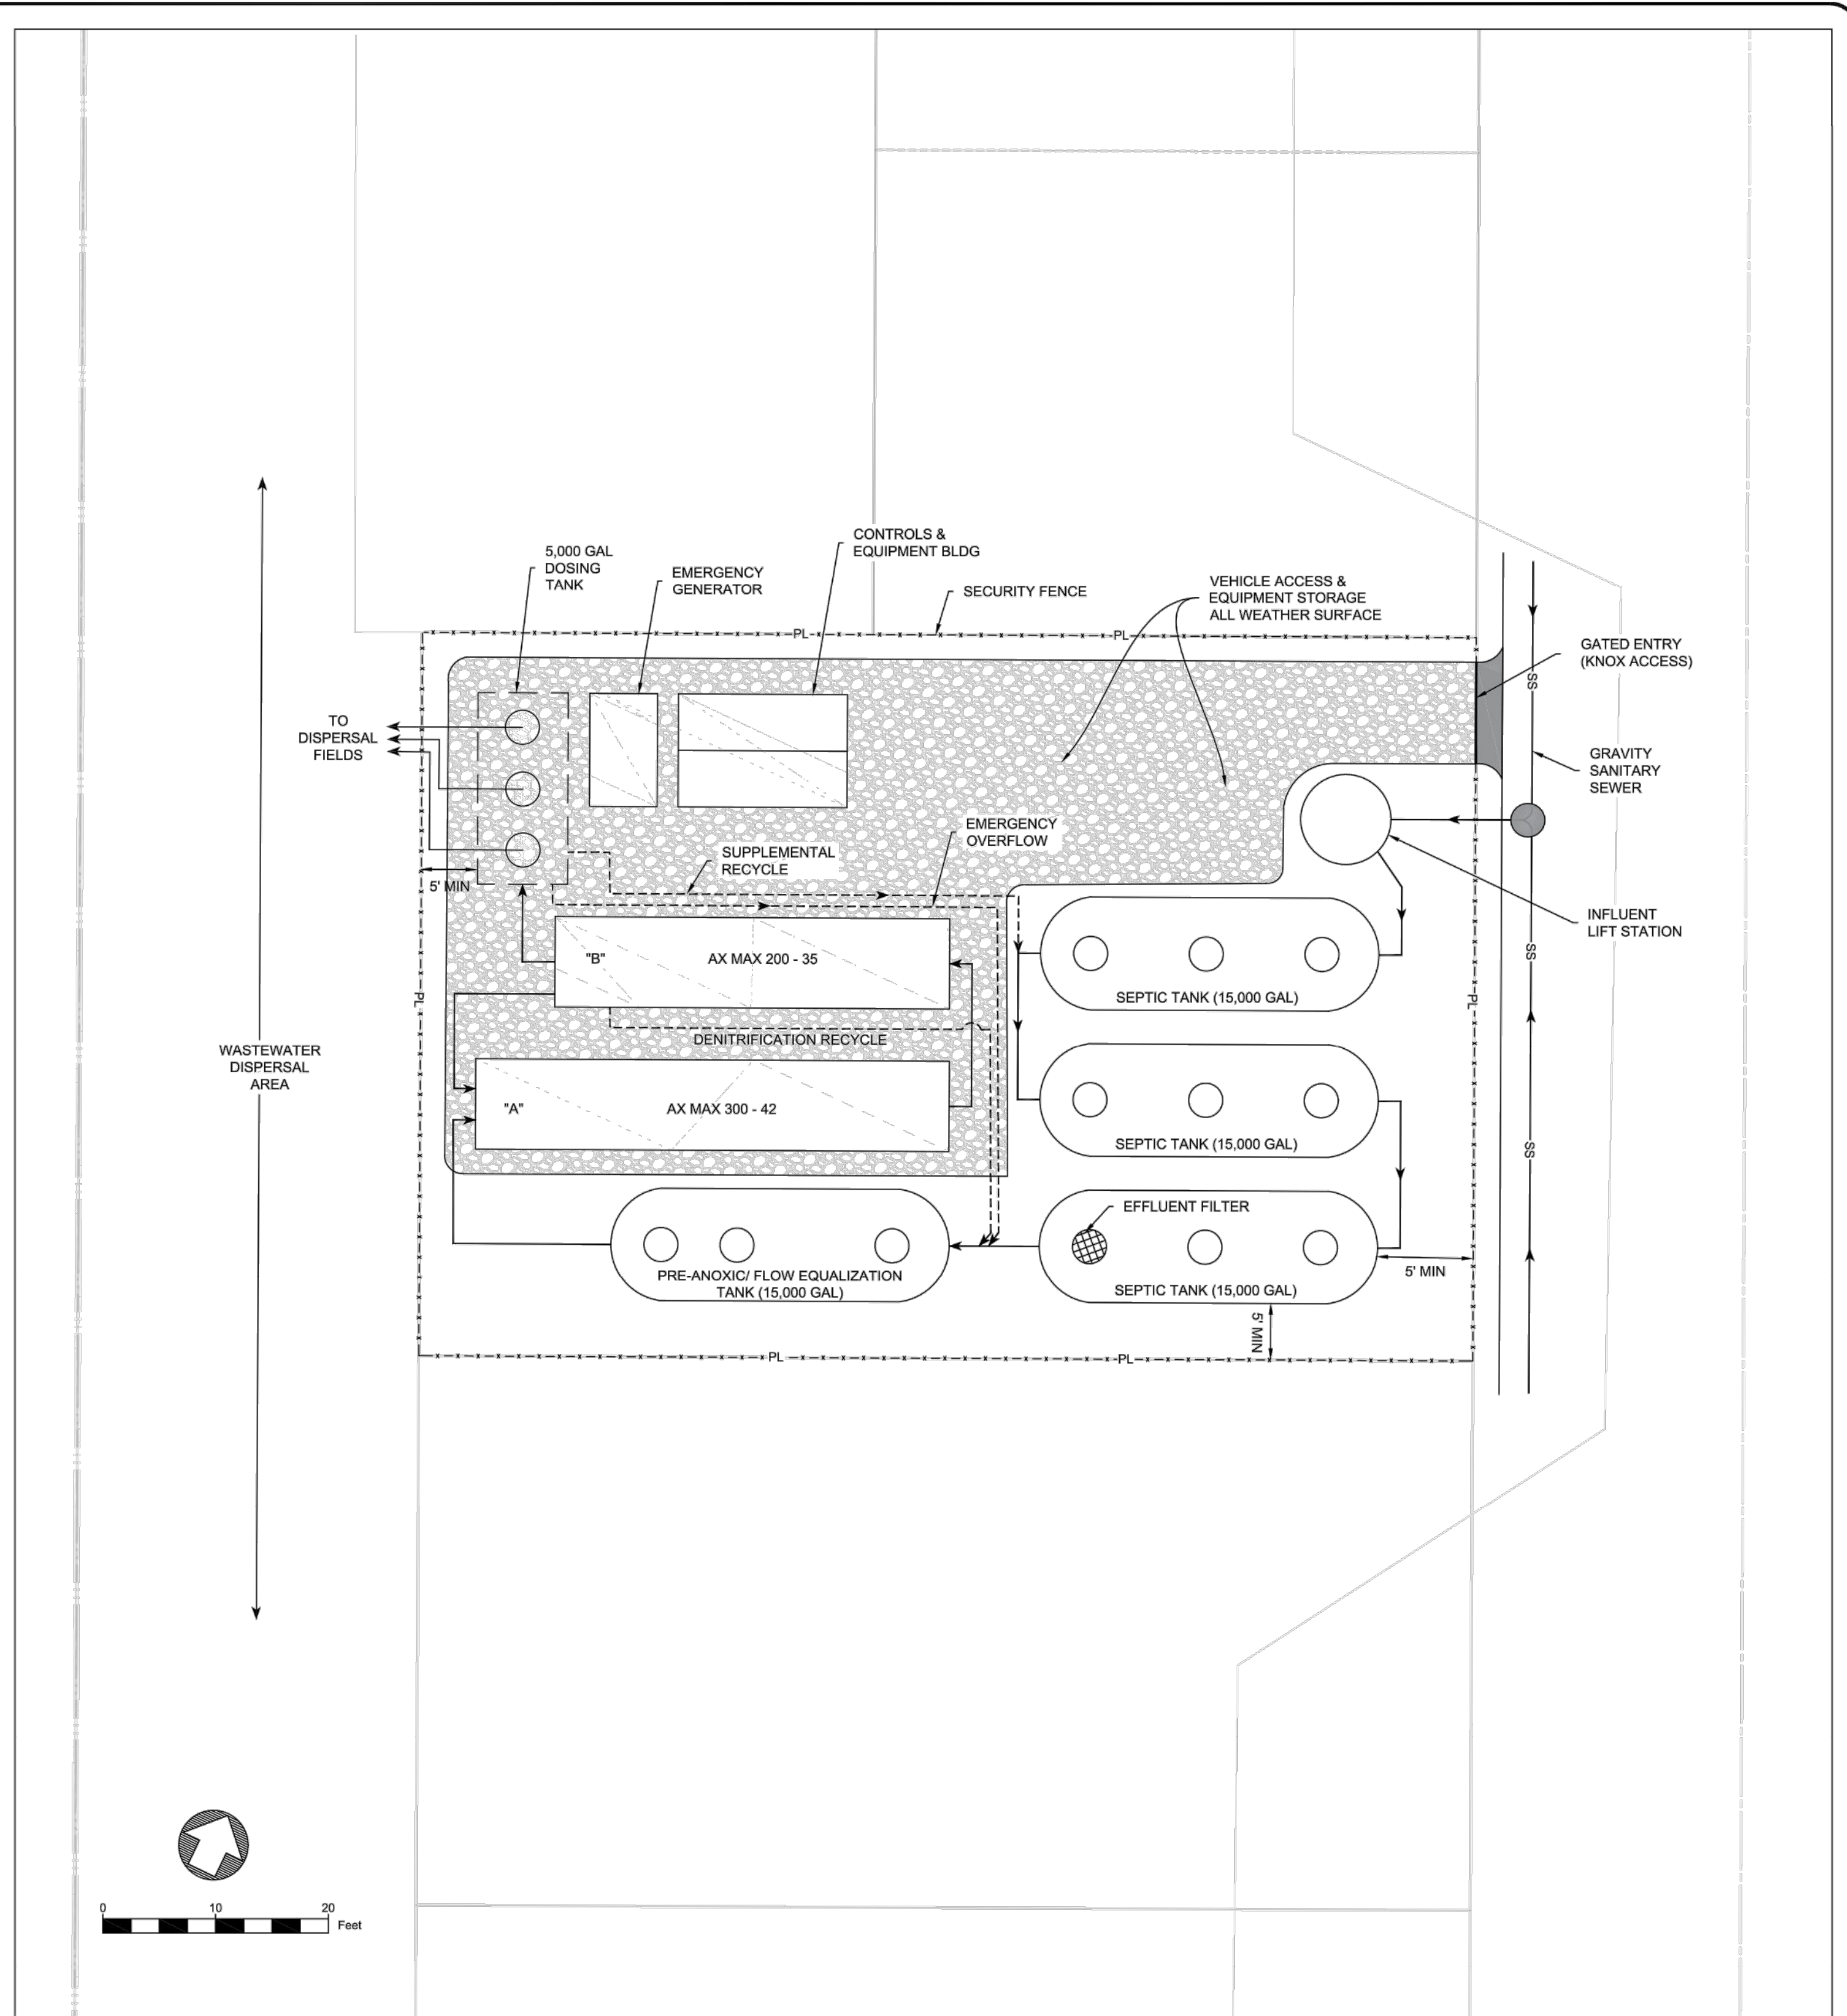 5,000 GAL
DOSING
TANK
EMERGENCY
GENERATOR
CONTROLS &
EQUIPMENT BLDG
SECURITY FENCE
VEHICLE ACCESS &
EQUIPMENT STORAGE
ALL WEATHER SURFACE
GATED ENTRY
(KNOX ACCESS)
PL
PL
SS
TO
DISPERSAL
FIELDS
GRAVITY
SANITARY
SEWER
EMERGENCY
OVERFLOW
SUPPLEMENTAL
RECYCLE
5' MIN
INFLUENT
LIFT STATION
SS
"B"
AX MAX 200 - 35
SEPTIC TANK (15,000 GAL)
PL
PL
DENITRIFICATION RECYCLE
WASTEWATER
DISPERSAL
AREA
"A"
AX MAX 300 - 42
SEPTIC TANK (15,000 GAL)
SS
EFFLUENT FILTER
PRE-ANOXIC/ FLOW EQUALIZATION
TANK (15,000 GAL)
SEPTIC TANK (15,000 GAL)
5' MIN
5' MIN
PL
PL
0 10 20
Feet